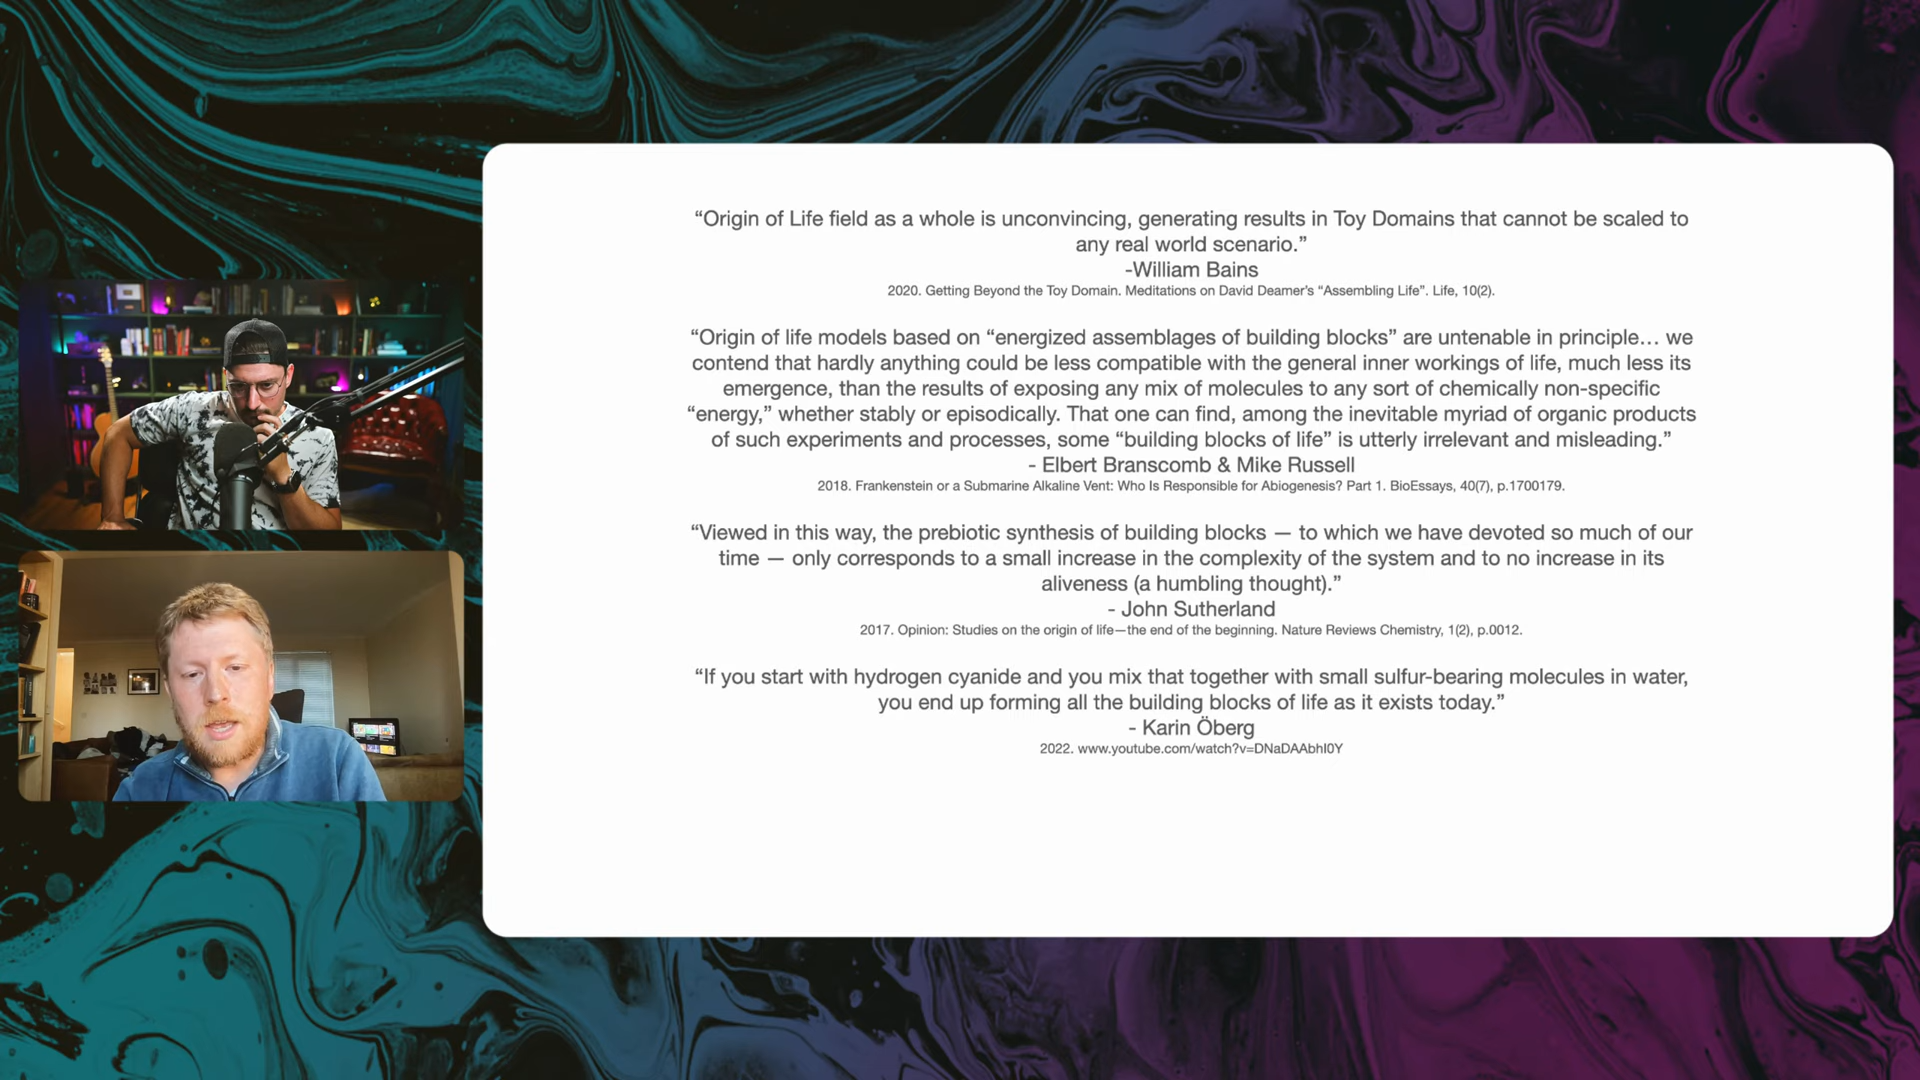 “Origin of Life field as a whole is unconvincing, generating results in Toy Domains that cannot be scaled to
any real world scenario.”
-William Bains
2020. Getting Beyond the Toy Domain. Meditations on David Deamer’s “Assembling Life”. Life, 10(2).
“Origin of life models based on “energized assemblages of building blocks” are untenable in principle… we
contend that hardly anything could be less compatible with the general inner workings of life, much less its
emergence, than the results of exposing any mix of molecules to any sort of chemically non-specific
“energy,” whether stably or episodically. That one can find, among the inevitable myriad of organic products
of such experiments and processes, some “building blocks of life” is utterly irrelevant and misleading.”
- Elbert Branscomb & Mike Russell
2018. Frankenstein or a Submarine Alkaline Vent: Who Is Responsible for Abiogenesis? Part 1. BioEssays, 40(7), p.1700179.
“Viewed in this way, the prebiotic synthesis of building blocks — to which we have devoted so much of our
time — only corresponds to a small increase in the complexity of the system and to no increase in its
aliveness (a humbling thought).”
- John Sutherland
2017. Opinion: Studies on the origin of life—the end of the beginning. Nature Reviews Chemistry, 1(2), p.0012.
“If you start with hydrogen cyanide and you mix that together with small sulfur-bearing molecules in water,
you end up forming all the building blocks of life as it exists today.”
- Karin Öberg
2022. www.youtube.com/watch?v=DNaDAAbhI0Y